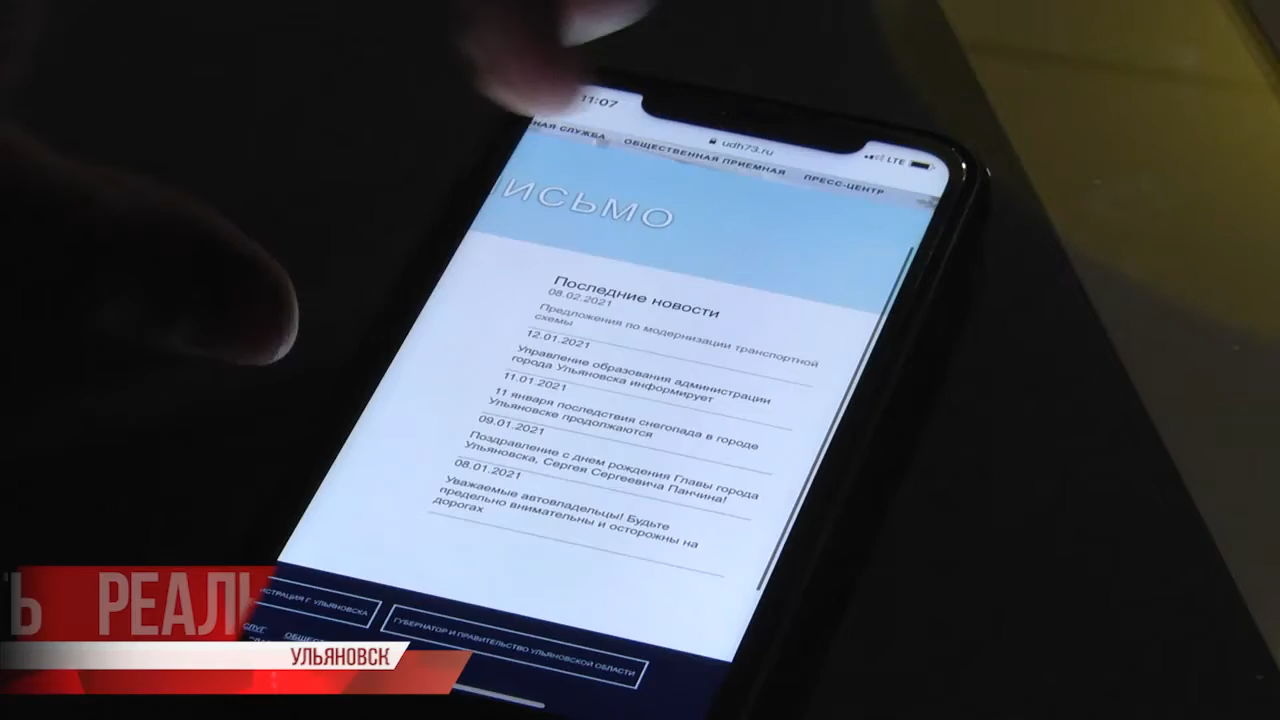 11:07
udh73.ru
LTE
НАЯ СЛУЖБА ОБЩЕСТВЕННАЯ ПРИЕМНАЯ ПРЕСС-ЦЕНТР
ИСЬМО
Последние новости
08.02.2021
Предложения по модернизации транспортной
схемы
12.01.2021
Управление образования администрации
города Ульяновска информирует
11.01.2021
11 января последствия снегопада в городе
Ульяновске продолжаются
09.01.2021
Поздравление с днем рождения Главы города
Ульяновска, Сергея Сергеевича Панчина!
08.01.2021
Уважаемые автовладельцы! Будьте
предельно внимательны и осторожны на
дорогах
ИСТРАЦИЯ Г. УЛЬЯНОВСКА
ГУБЕРНАТОР И ПРАВИТЕЛЬСТВО УЛЬЯНОВСКОЙ ОБЛАСТИ
Ь РЕАЛЬ
УЛЬЯНОВСК